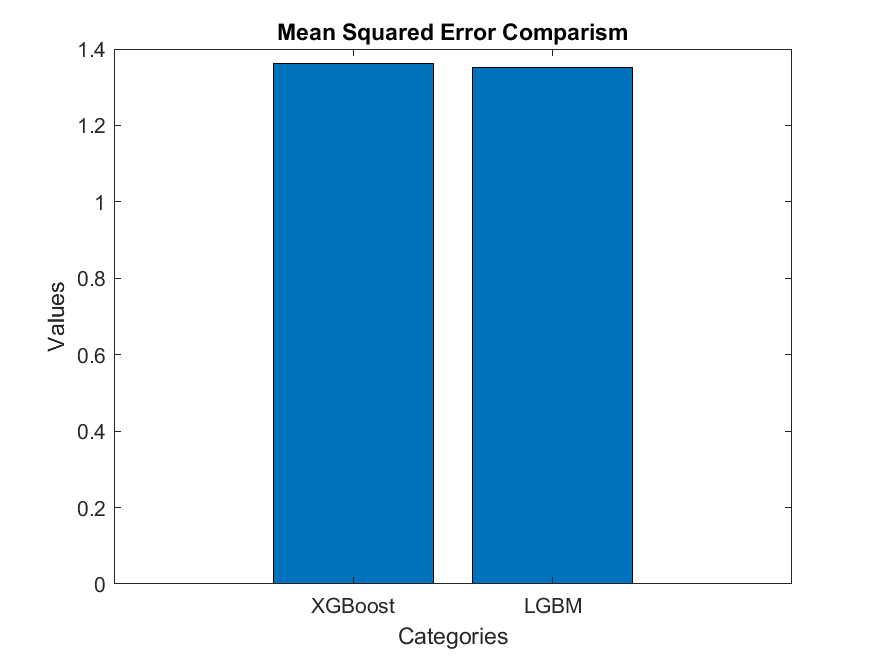 Mean Squared Error Comparism
1.4
1.2
1
0.8
0.6
0.4
0.2
0
Values
XGBoost LGBM
Categories